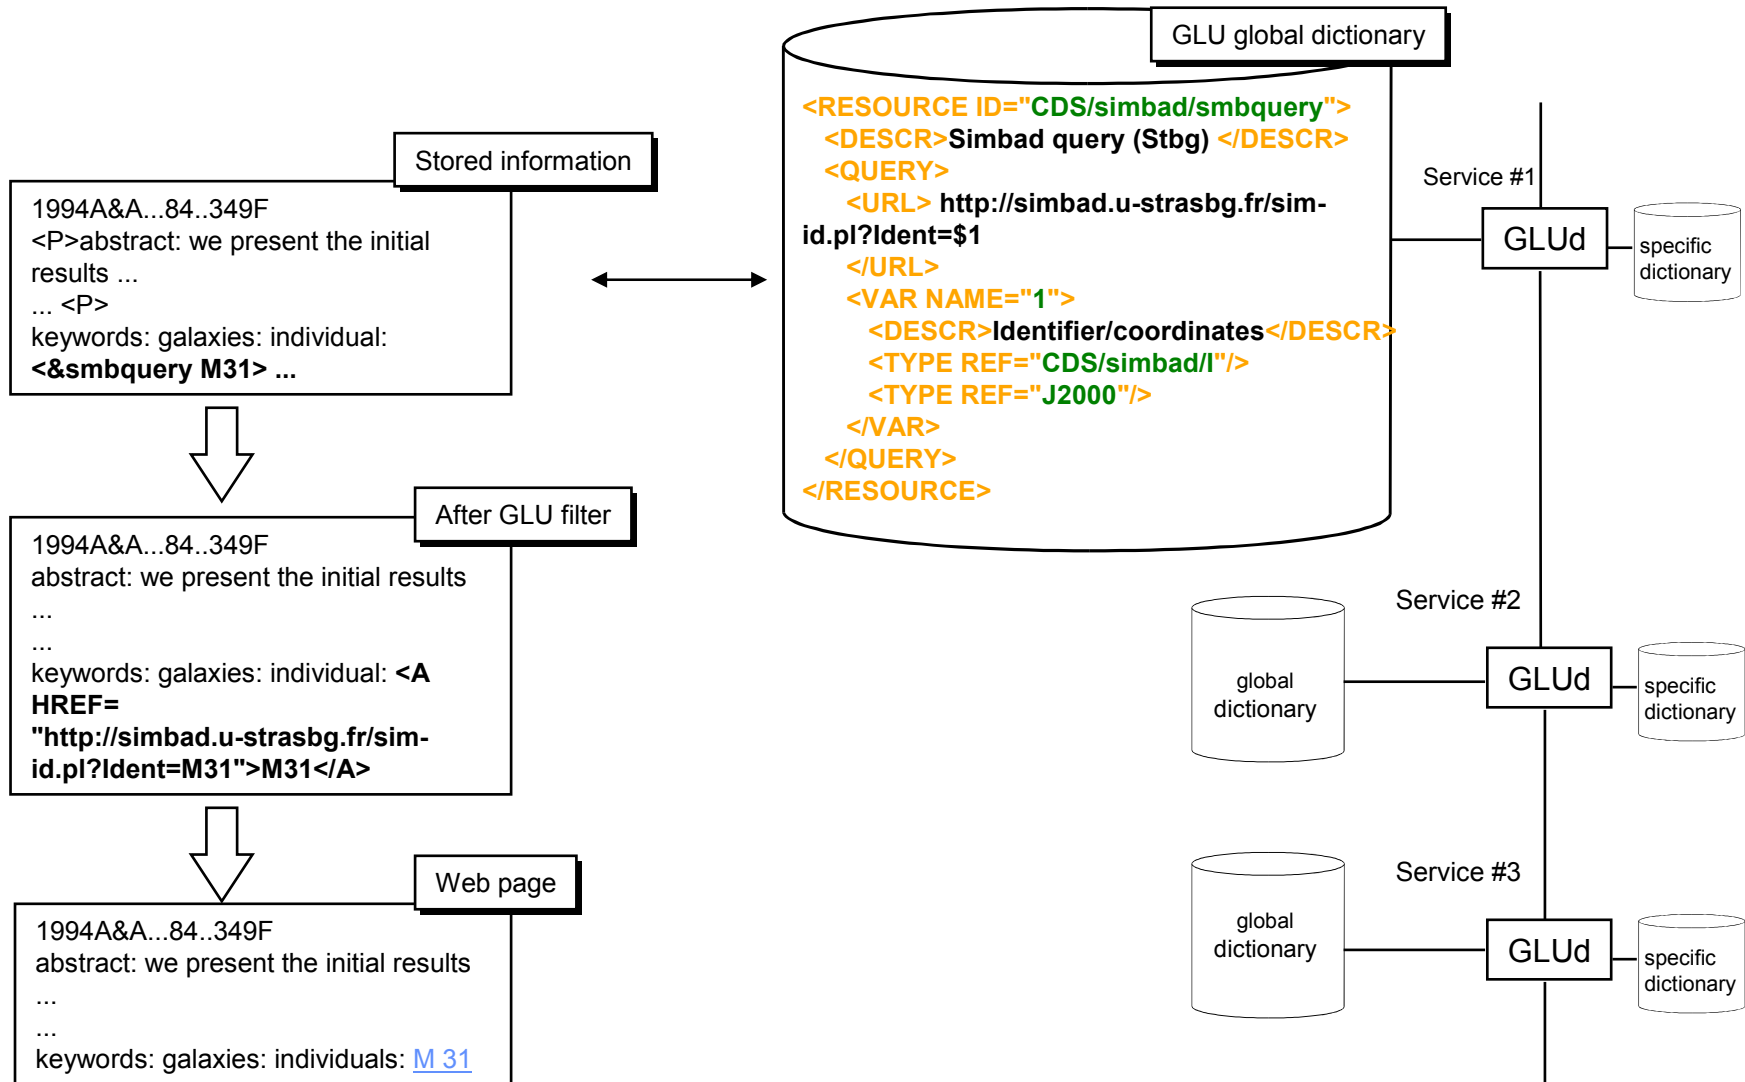 GLU global dictionary
<RESOURCE ID="CDS/simbad/smbquery">
<DESCR>Simbad query (Stbg) </DESCR>
<QUERY>
<URL> http://simbad.u-strasbg.fr/sim-
id.pl?Ident=$1
</URL>
<VAR NAME="1">
<DESCR>Identifier/coordinates</DESCR>
<TYPE REF="CDS/simbad/I"/>
<TYPE REF="J2000"/>
</VAR>
</QUERY>
</RESOURCE>
Stored information
1994A&A...84..349F
<P>abstract: we present the initial
results ...
... <P>
keywords: galaxies: individual:
<&smbquery M31> ...
After GLU filter
1994A&A...84..349F
abstract: we present the initial results
...
...
keywords: galaxies: individual: <A
HREF=
"http://simbad.u-strasbg.fr/sim-
id.pl?Ident=M31">M31</A>
Web page
1994A&A...84..349F
abstract: we present the initial results
...
...
keywords: galaxies: individuals: M 31
Service #1
GLUd
specific
dictionary
Service #2
global
dictionary
GLUd
specific
dictionary
Service #3
global
dictionary
GLUd
specific
dictionary